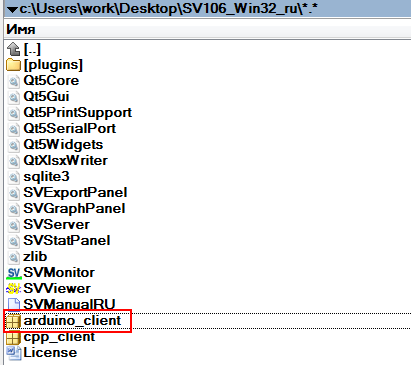 c:\Users\work\Desktop\SV106_Win32_ru\*.*
Имя
[..]
[plugins]
Qt5Core
Qt5Gui
Qt5PrintSupport
Qt5SerialPort
Qt5Widgets
QtXlsxWriter
sqlite3
SVExportPanel
SVGraphPanel
SVServer
SVStatPanel
zlib
SV SVMonitor
SVViewer
SVManualRU
arduino_client
cpp_client
License